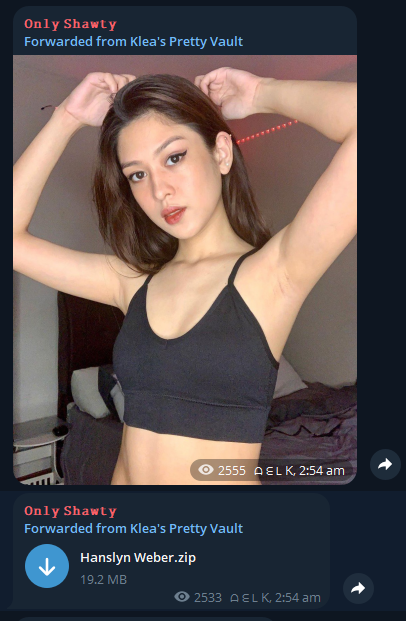 Only Shawty
Forwarded from Klea's Pretty Vault
2555 ᗩ ᗴ ᒪ K, 2:54 am
Only Shawty
Forwarded from Klea's Pretty Vault
Hanslyn Weber.zip
19.2 MB
2533 ᗩ ᗴ ᒪ K, 2:54 am